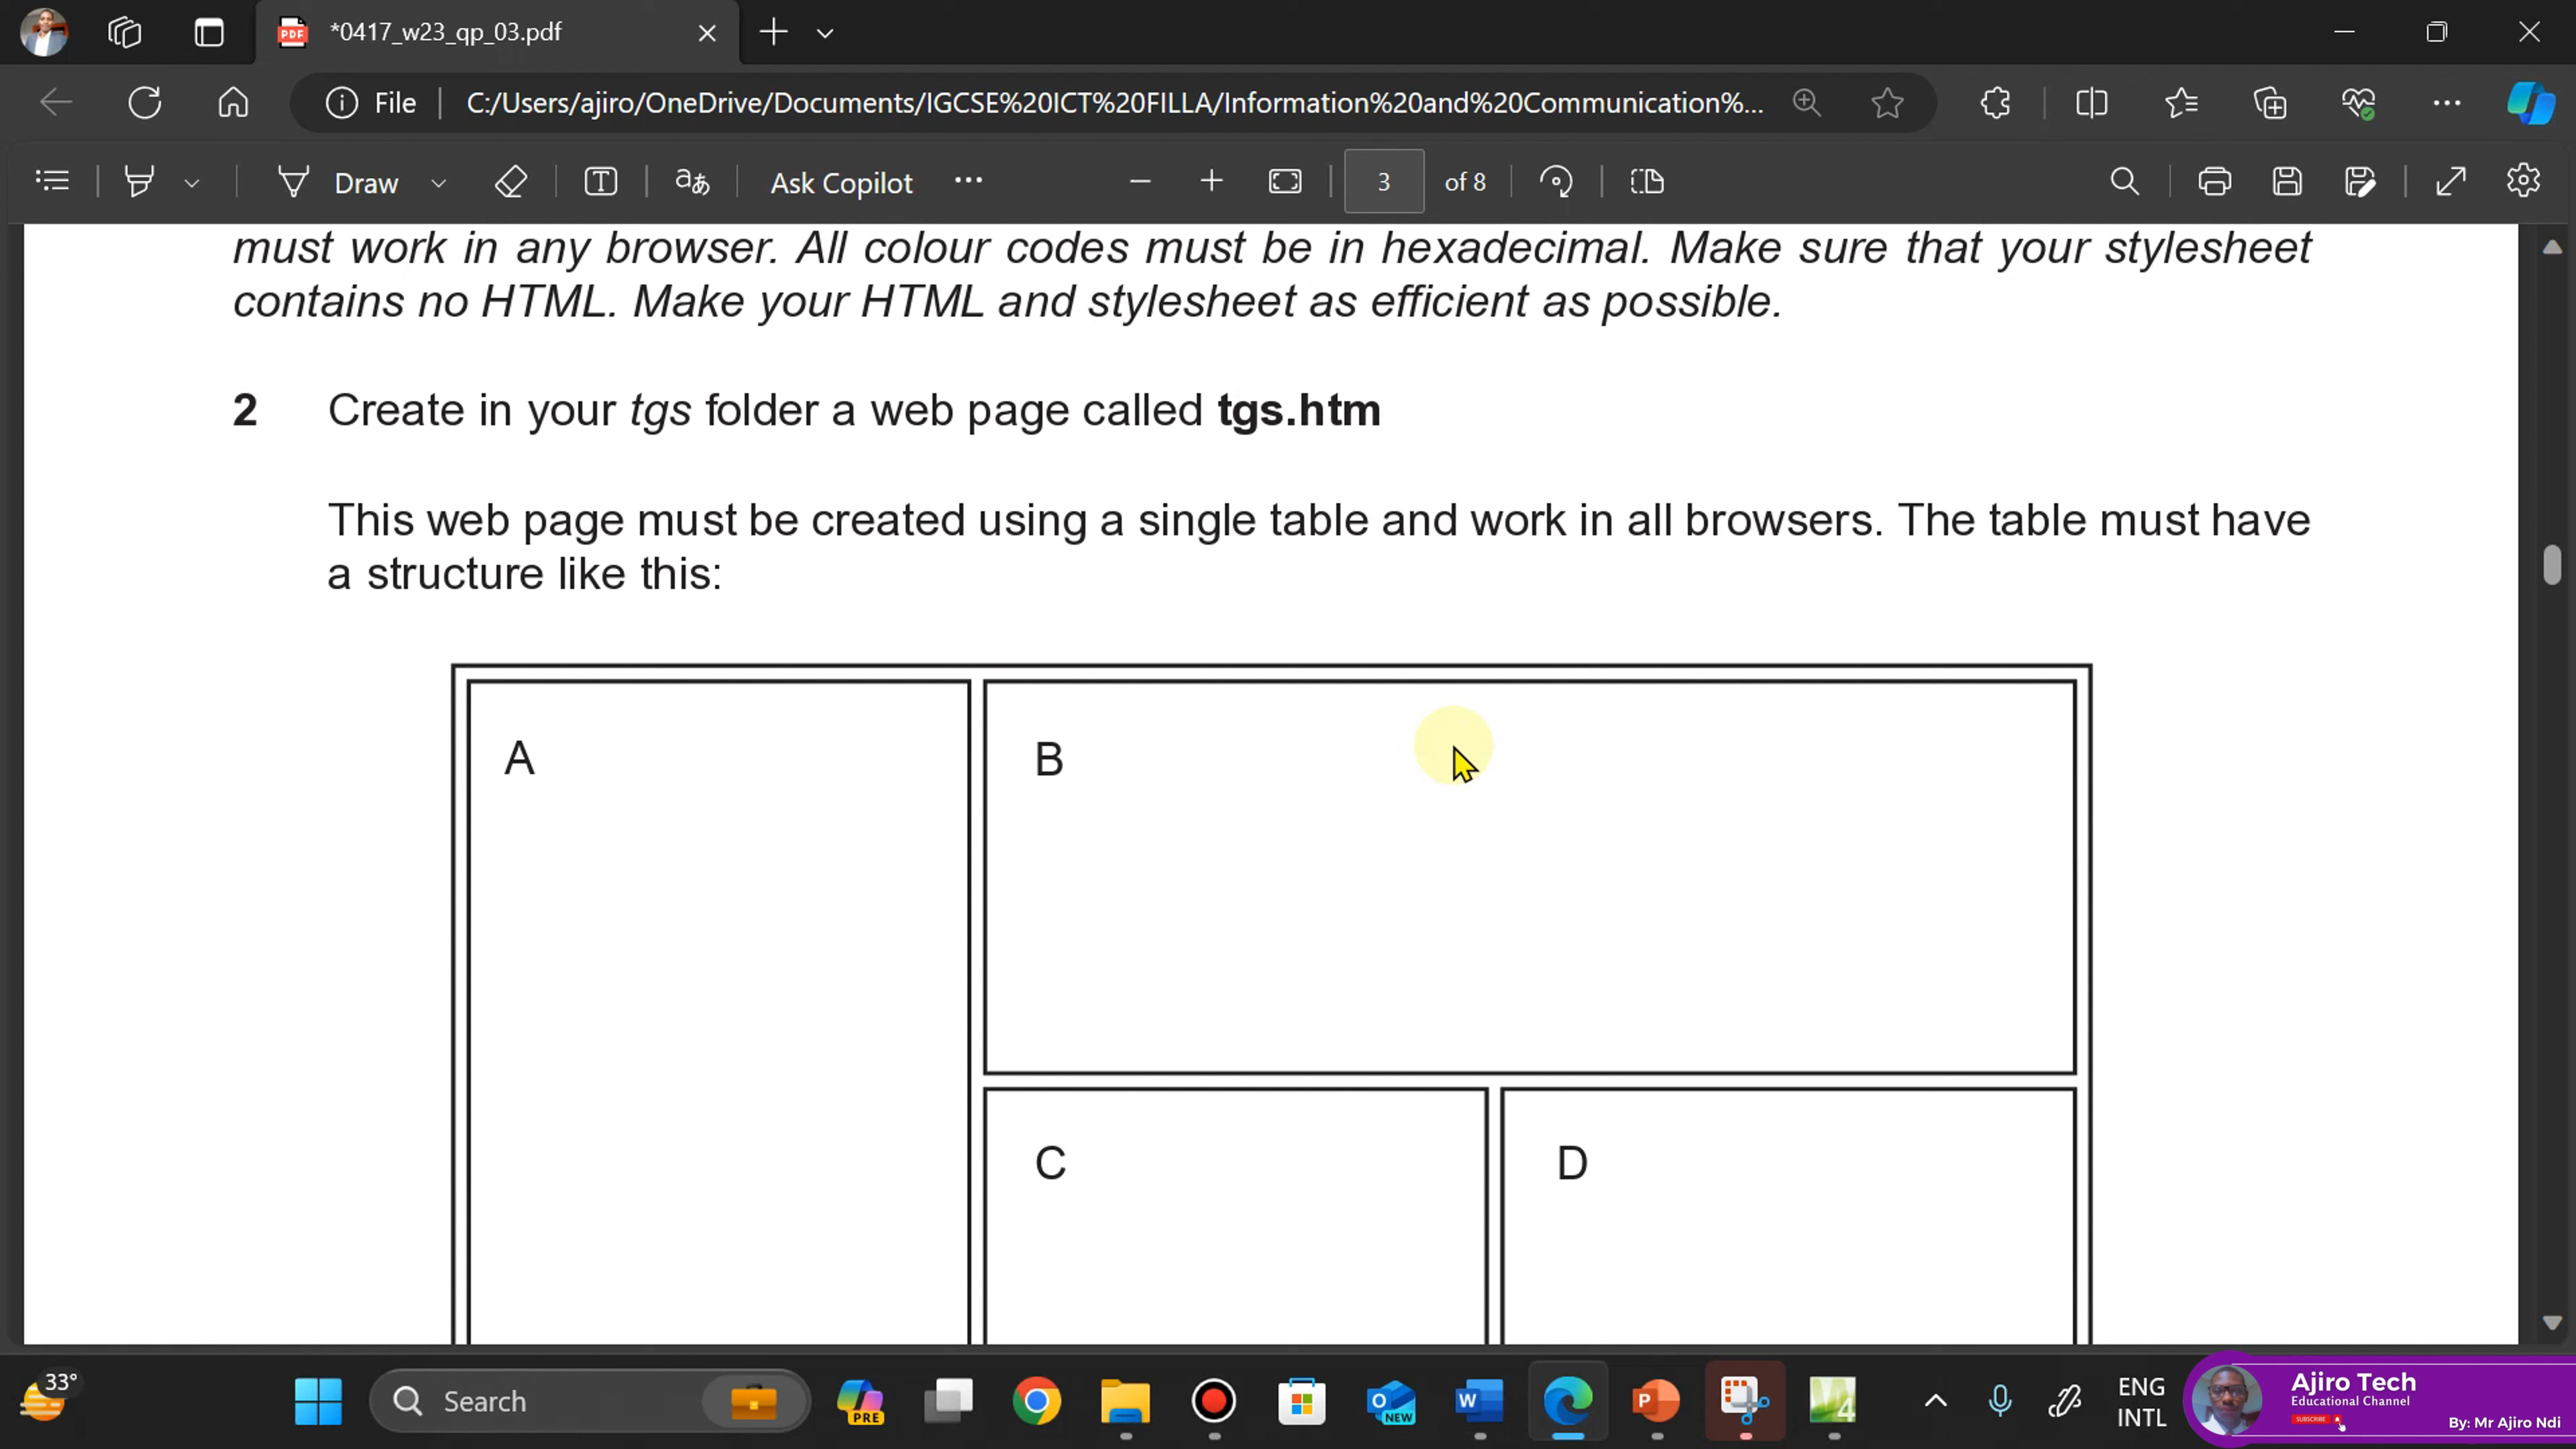 *0417_w23_qp_03.pdf
File
C:/Users/ajiro/OneDrive/Documents/IGCSE%20ICT%20FILLA/Information%20and%20Communication%...
Draw
Ask Copilot
3 of 8
must work in any browser. All colour codes must be in hexadecimal. Make sure that your stylesheet
contains no HTML. Make your HTML and stylesheet as efficient as possible.
2 Create in your tgs folder a web page called tgs.htm
This web page must be created using a single table and work in all browsers. The table must have
a structure like this:
A
B
C
D
33°
Search
PRE
NEW
ENG
INTL
Ajiro Tech
Educational Channel
SUBSCRIBE
By: Mr Ajiro Ndi